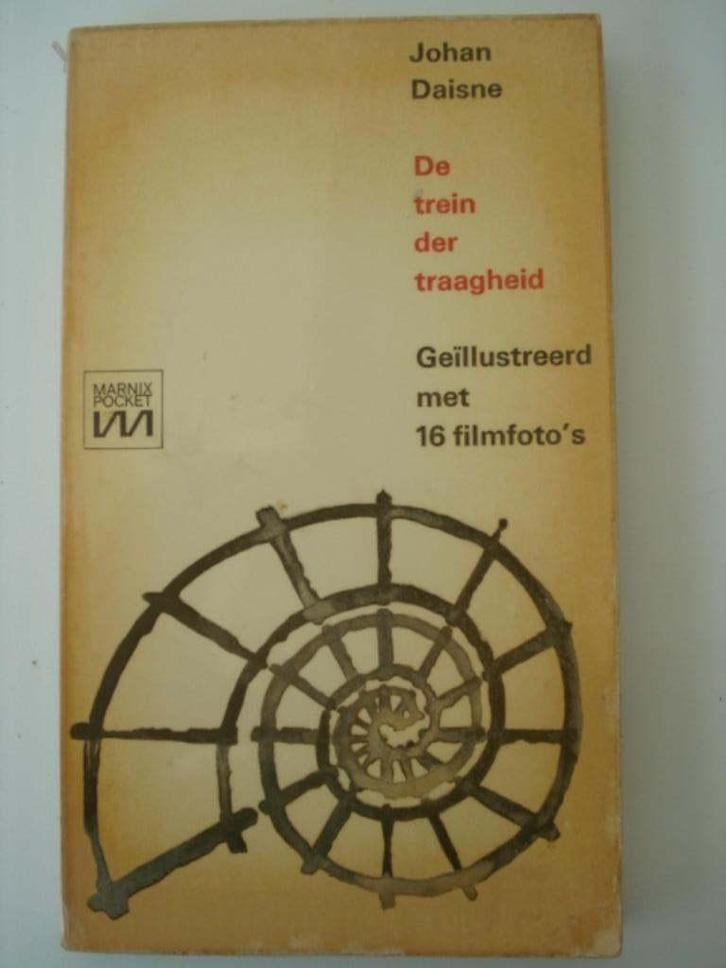 Johan
Daisne
De
trein
der
traagheid
Geïllustreerd
met
16 filmfoto's
MARNIX
POCKET